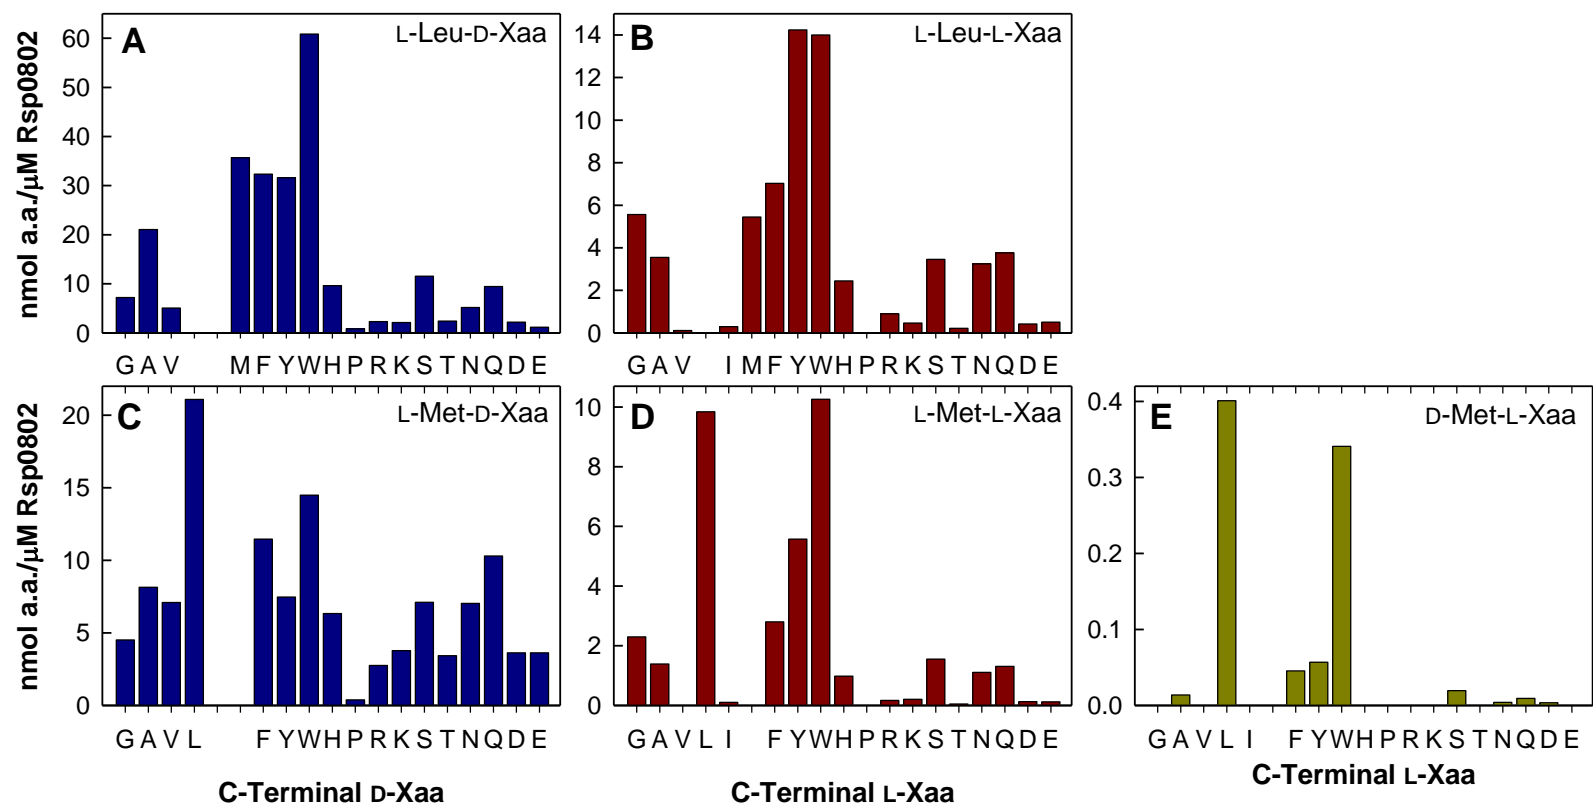 nmol a.a./μM Rsp0802
A
L-Leu-D-Xaa
60
50
40
30
20
10
0
G A V M F Y W H P R K S T N Q D E
B
L-Leu-L-Xaa
14
12
10
8
6
4
2
0
G A V I M F Y W H P R K S T N Q D E
nmol a.a./μM Rsp0802
C
L-Met-D-Xaa
20
15
10
5
0
G A V L F Y W H P R K S T N Q D E
C-Terminal D-Xaa
D
L-Met-L-Xaa
10
8
6
4
2
0
G A V L I F Y W H P R K S T N Q D E
C-Terminal L-Xaa
E
D-Met-L-Xaa
0.4
0.3
0.2
0.1
0.0
G A V L I F Y W H P R K S T N Q D E
C-Terminal L-Xaa